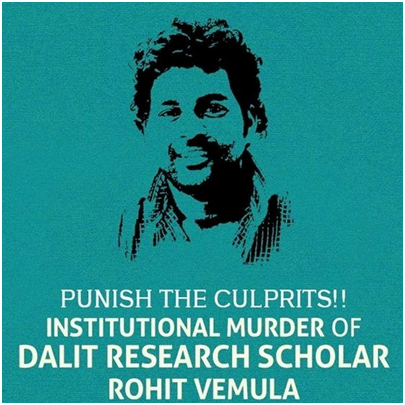 PUNISH THE CULPRITS!!
INSTITUTIONAL MURDER OF
DALIT RESEARCH SCHOLAR
ROHIT VEMULA